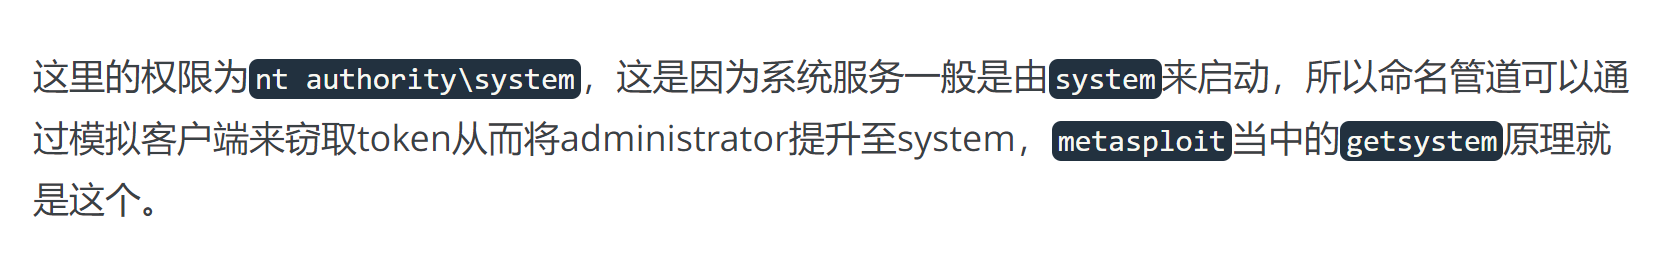 这里的权限为nt authority\system，这是因为系统服务一般是由system来启动，所以命名管道可以通
过模拟客户端来窃取token从而将administrator提升至system，metasploit当中的getsystem原理就
是这个。